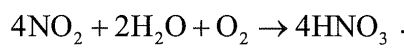 4NO₂ + 2H₂O + O₂ → 4HNO₃ .